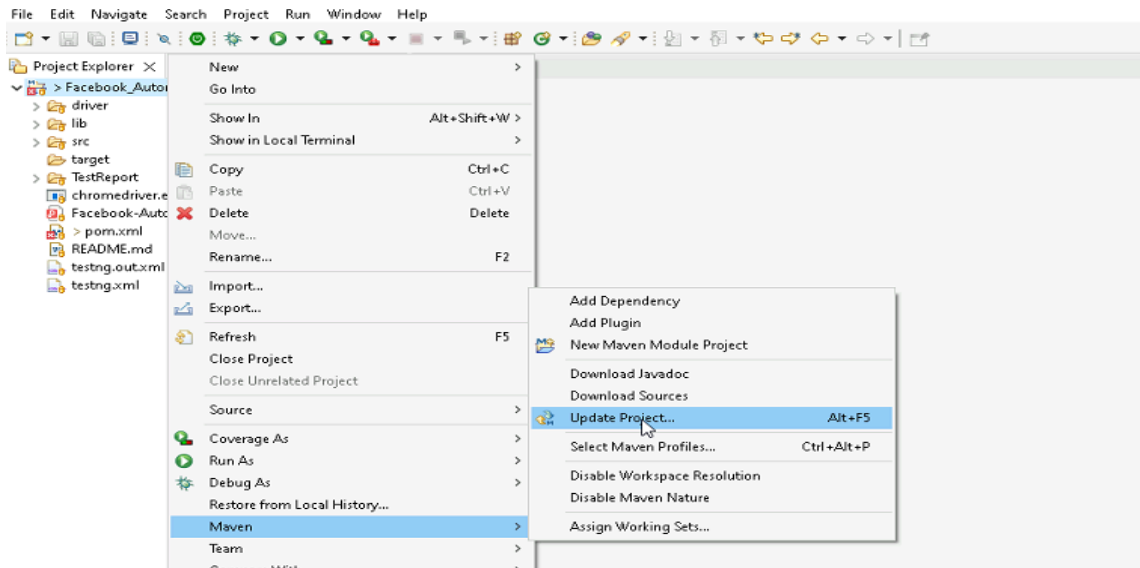 File Edit Navigate Search Project Run Window Help
Project Explorer
> Facebook_Autor
driver
lib
src
target
TestReport
chromedriver.e
Facebook-Auto
> pom.xml
README.md
testng.out.xml
testng.xml
New
Go Into
Show In Alt+Shift+W >
Show in Local Terminal
Copy Ctrl+C
Paste Ctrl+V
Delete Delete
Move...
Rename... F2
Import...
Export...
Refresh F5
Close Project
Close Unrelated Project
Source
Coverage As
Run As
Debug As
Restore from Local History...
Maven
Team
Add Dependency
Add Plugin
New Maven Module Project
Download Javadoc
Download Sources
Update Project... Alt+F5
Select Maven Profiles... Ctrl+Alt+P
Disable Workspace Resolution
Disable Maven Nature
Assign Working Sets...